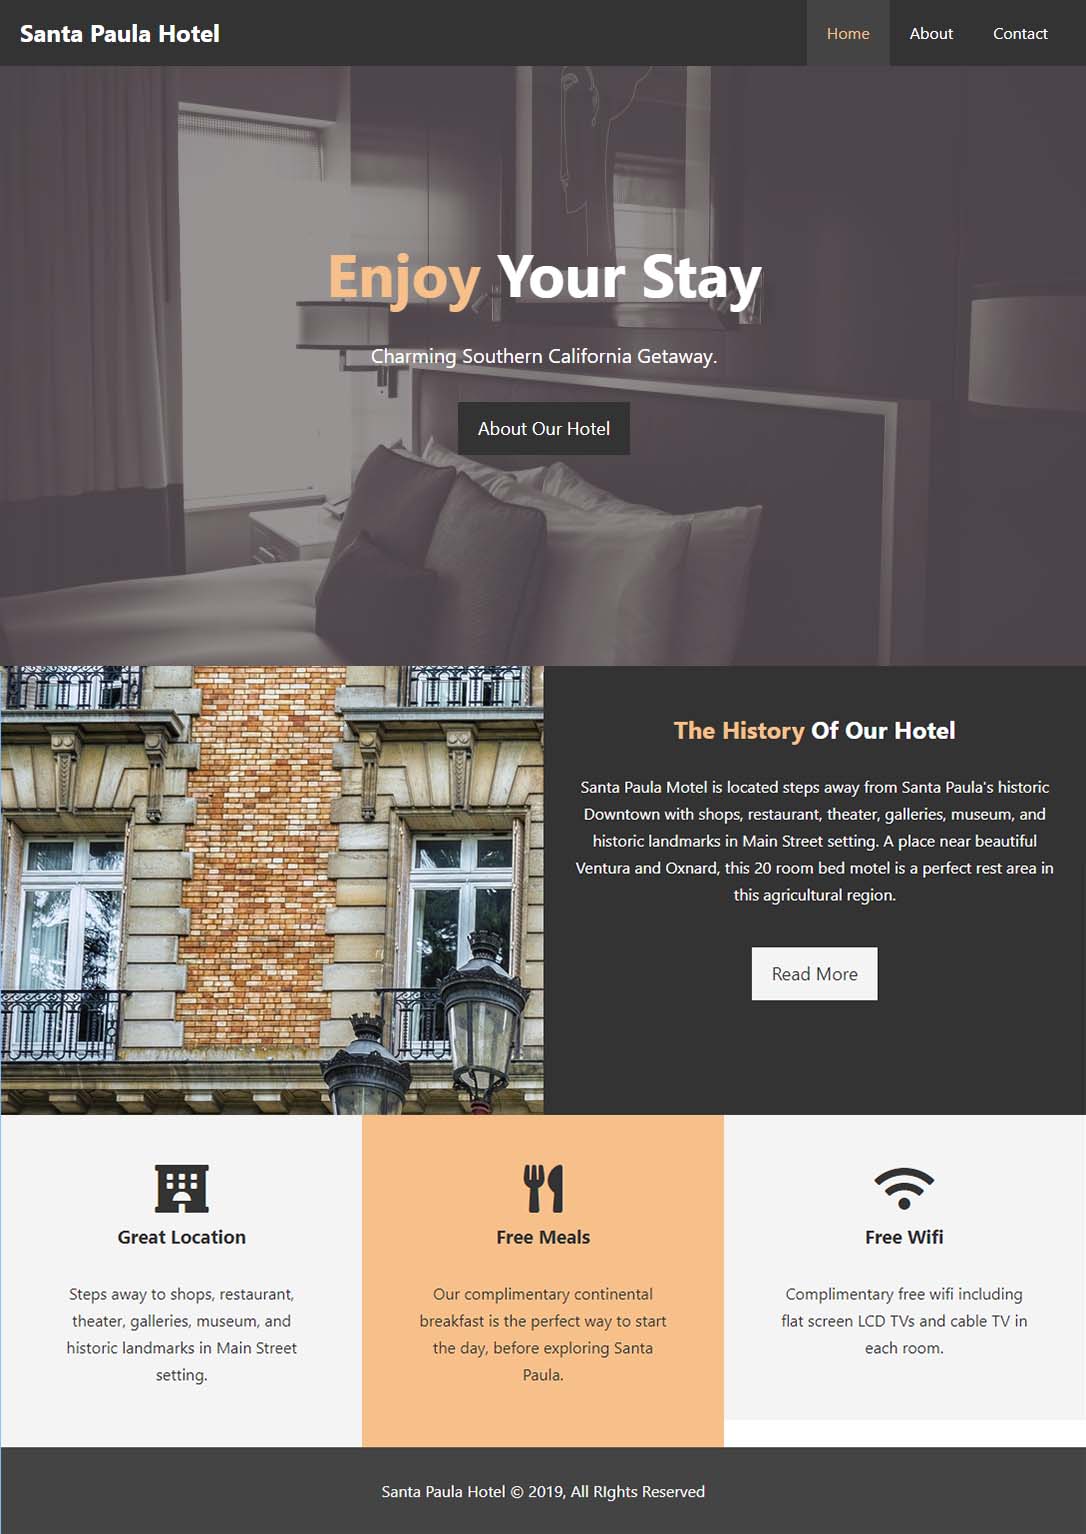 Santa Paula Hotel
Home About Contact
Enjoy Your Stay
Charming Southern California Getaway.
About Our Hotel
The History Of Our Hotel
Santa Paula Motel is located steps away from Santa Paula's historic
Downtown with shops, restaurant, theater, galleries, museum, and
historic landmarks in Main Street setting. A place near beautiful
Ventura and Oxnard, this 20 room bed motel is a perfect rest area in
this agricultural region.
Read More
Great Location
Steps away to shops, restaurant,
theater, galleries, museum, and
historic landmarks in Main Street
setting.
Free Meals
Our complimentary continental
breakfast is the perfect way to start
the day, before exploring Santa
Paula.
Free Wifi
Complimentary free wifi including
flat screen LCD TVs and cable TV in
each room.
Santa Paula Hotel © 2019, All RIghts Reserved